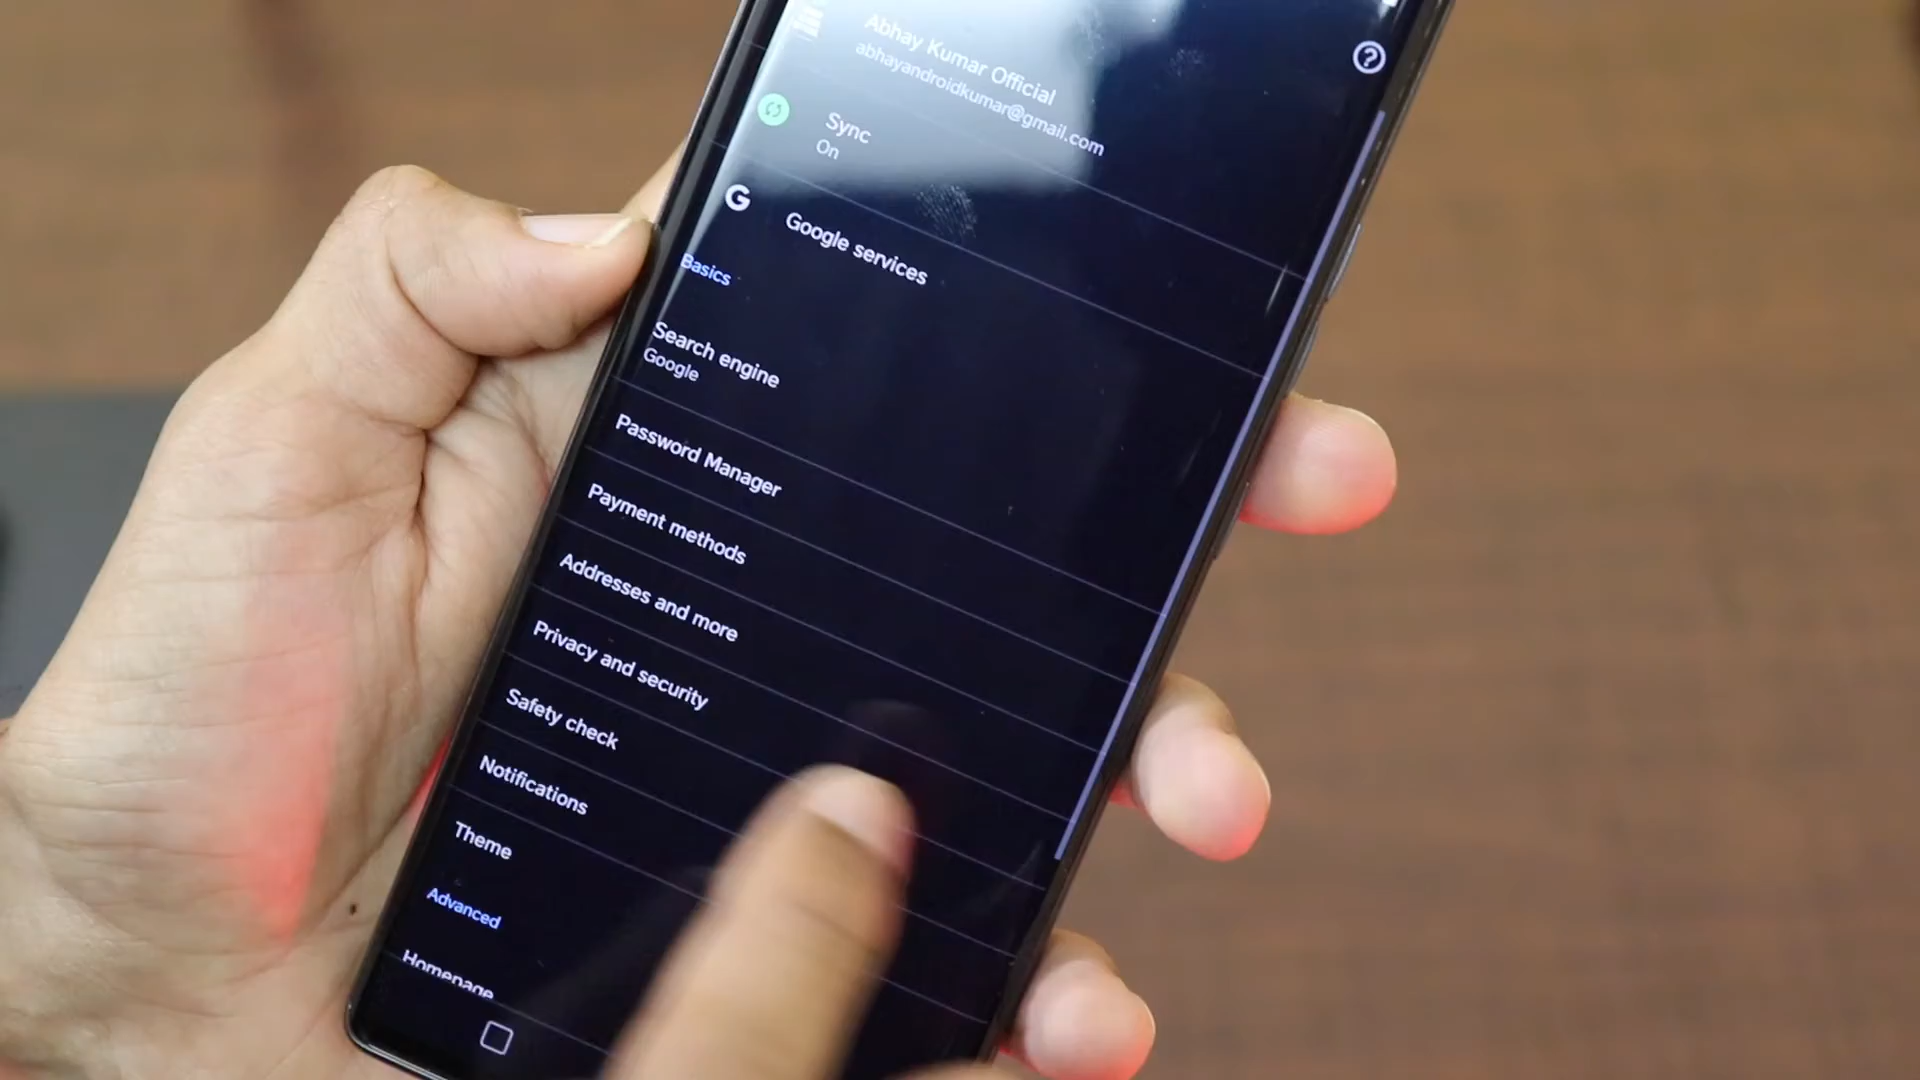 Abhay Kumar Official
abhayandroidkumar@gmail.com
Sync
On
G
Google services
Basics
Search engine
Google
Password Manager
Payment methods
Addresses and more
Privacy and security
Safety check
Notifications
Theme
Advanced
Homepage